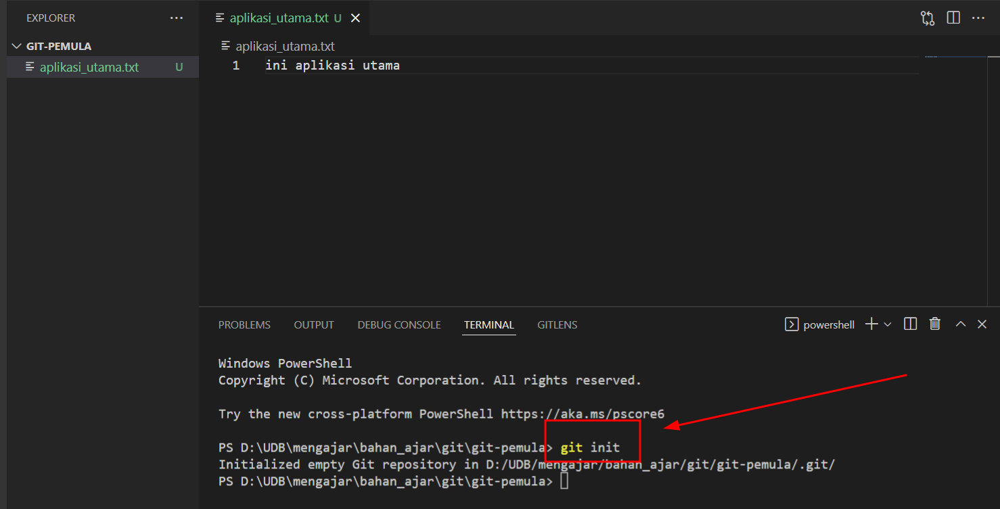 EXPLORER
aplikasi_utama.txt U
GIT-PEMULA
aplikasi_utama.txt U
aplikasi_utama.txt
1 ini aplikasi utama
PROBLEMS OUTPUT DEBUG CONSOLE TERMINAL GITLENS powershell
Windows PowerShell
Copyright (C) Microsoft Corporation. All rights reserved.
Try the new cross-platform PowerShell https://aka.ms/pscore6
PS D:\UDB\mengajar\bahan_ajar\git\git-pemula> git init
Initialized empty Git repository in D:/UDB/mengajar/bahan_ajar/git/git-pemula/.git/
PS D:\UDB\mengajar\bahan_ajar\git\git-pemula>